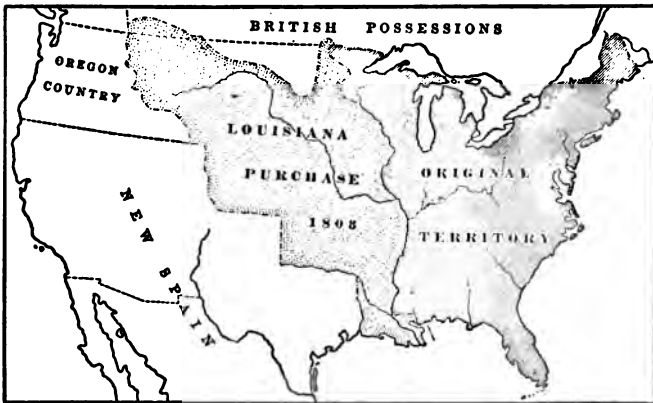 BRITISH POSSESSIONS
OREGON
COUNTRY
LOUISIANA
PURCHASE
1803
ORIGINAL
TERRITORY
NEW SPAIN